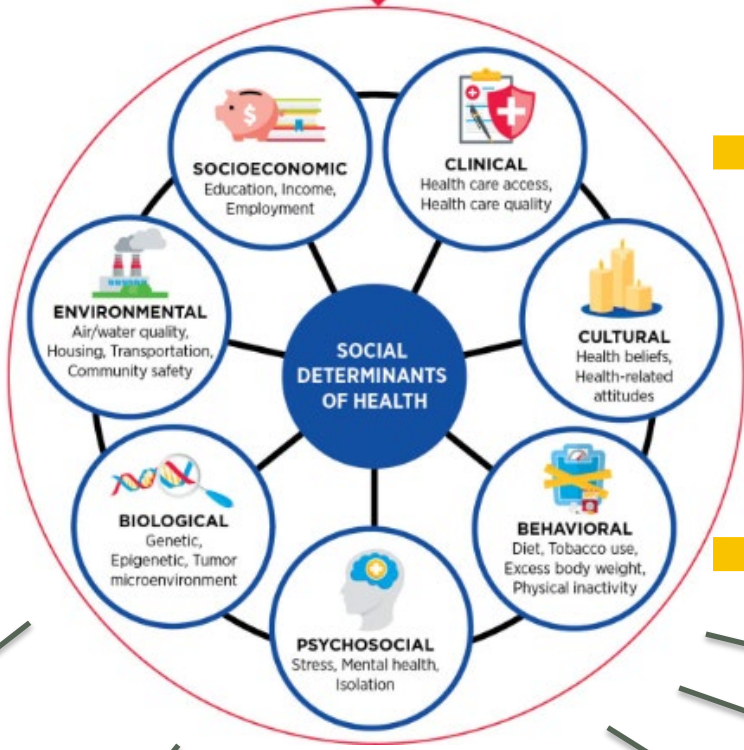 $
SOCIOECONOMIC
Education, Income,
Employment
CLINICAL
Health care access,
Health care quality
ENVIRONMENTAL
Air/water quality,
Housing, Transportation,
Community safety
SOCIAL
DETERMINANTS
OF HEALTH
CULTURAL
Health beliefs,
Health-related
attitudes
BIOLOGICAL
Genetic,
Epigenetic, Tumor
microenvironment
BEHAVIORAL
Diet, Tobacco use,
Excess body weight,
Physical inactivity
PSYCHOSOCIAL
Stress, Mental health,
Isolation